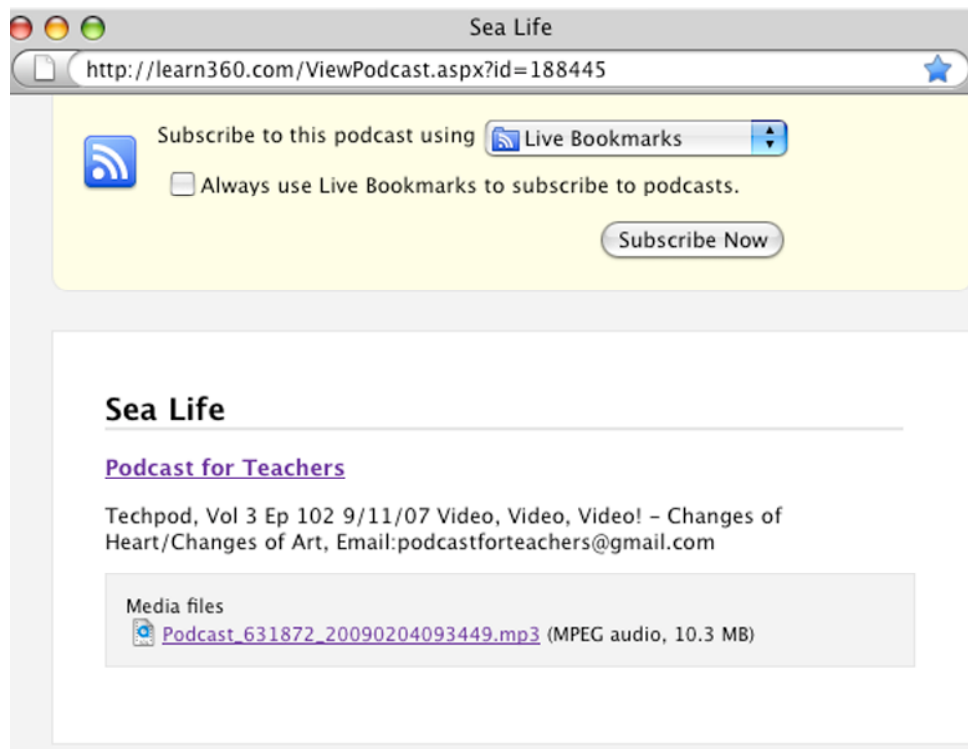 Sea Life
http://learn360.com/ViewPodcast.aspx?id=188445
Subscribe to this podcast using Live Bookmarks
Always use Live Bookmarks to subscribe to podcasts.
Subscribe Now
Sea Life
Podcast for Teachers
Techpod, Vol 3 Ep 102 9/11/07 Video, Video, Video! – Changes of
Heart/Changes of Art, Email:podcastforteachers@gmail.com
Media files
Podcast_631872_20090204093449.mp3 (MPEG audio, 10.3 MB)